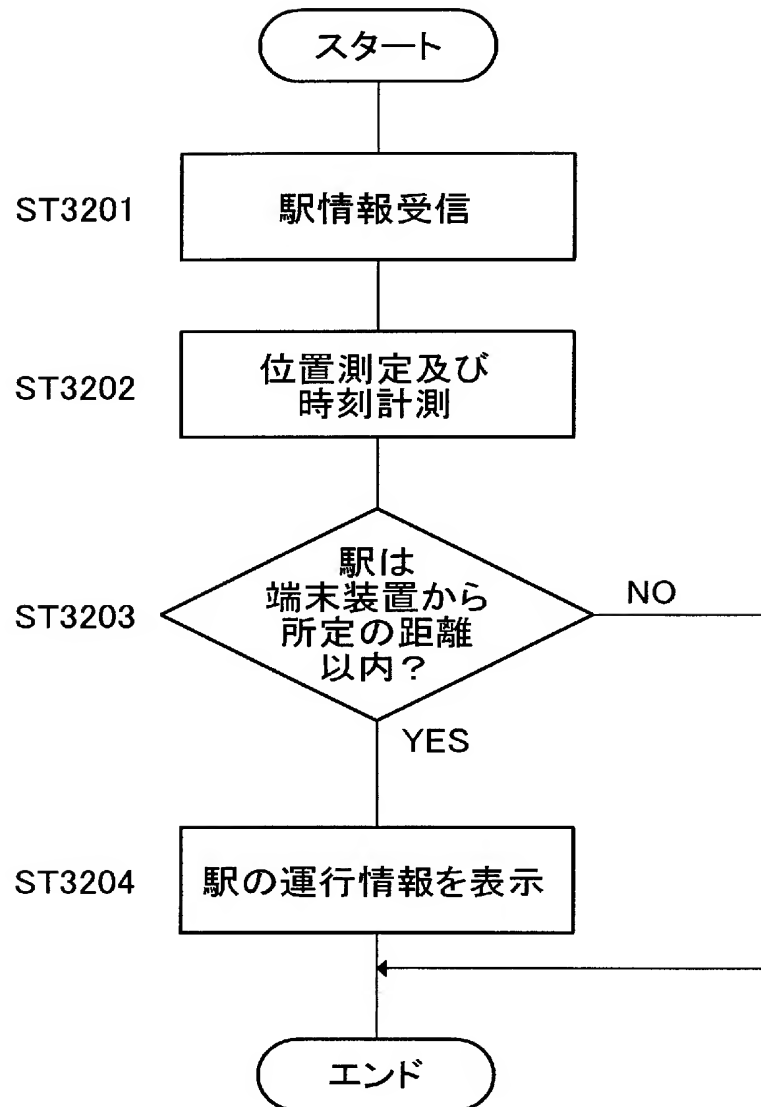 スタート
ST3201
駅情報受信
ST3202
位置測定及び
時刻計測
ST3203
駅は
端末装置から
所定の距離
以内？
NO
YES
ST3204
駅の運行情報を表示
エンド